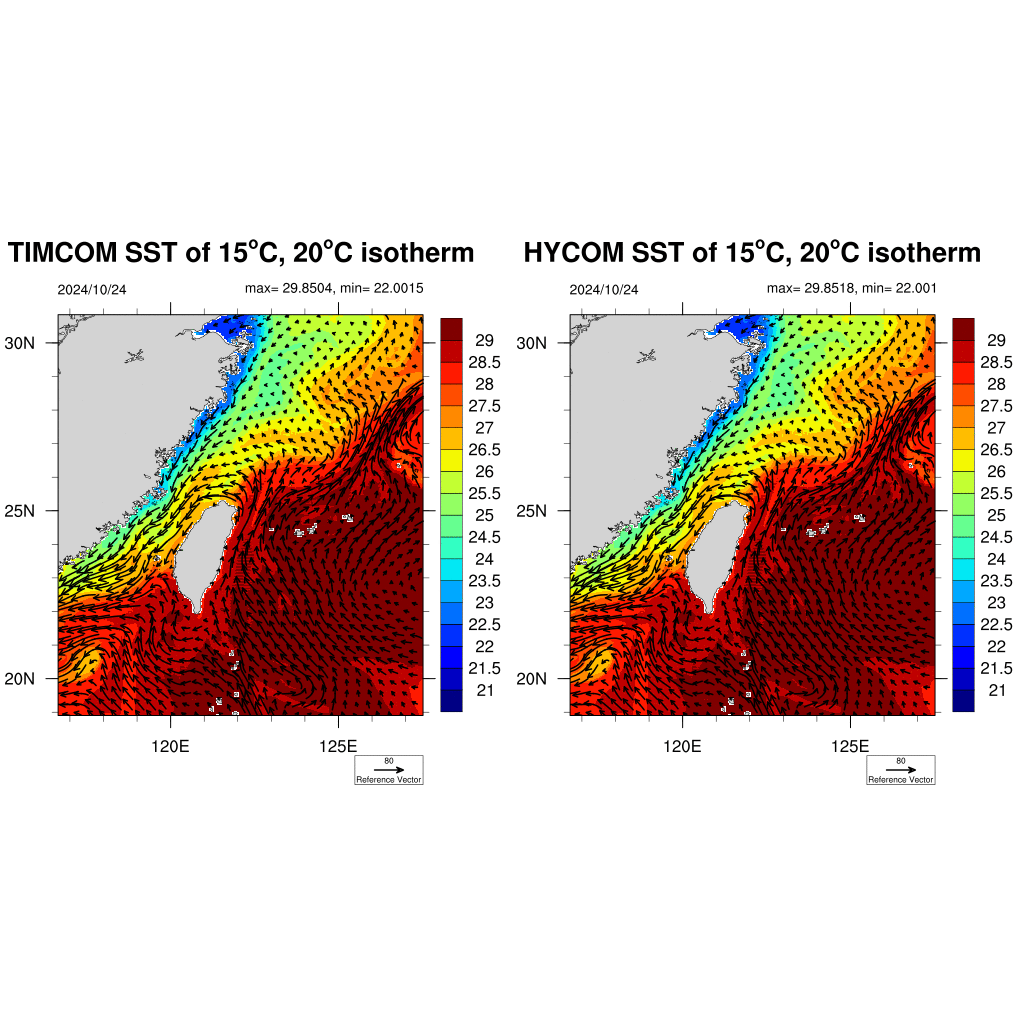 TIMCOM SST of 15°C, 20°C isotherm
2024/10/24
max= 29.8504, min= 22.0015
30N
25N
20N
120E
125E
29
28.5
28
27.5
27
26.5
26
25.5
25
24.5
24
23.5
23
22.5
22
21.5
21
80
Reference Vector
HYCOM SST of 15°C, 20°C isotherm
2024/10/24
max= 29.8518, min= 22.001
30N
25N
20N
120E
125E
29
28.5
28
27.5
27
26.5
26
25.5
25
24.5
24
23.5
23
22.5
22
21.5
21
80
Reference Vector